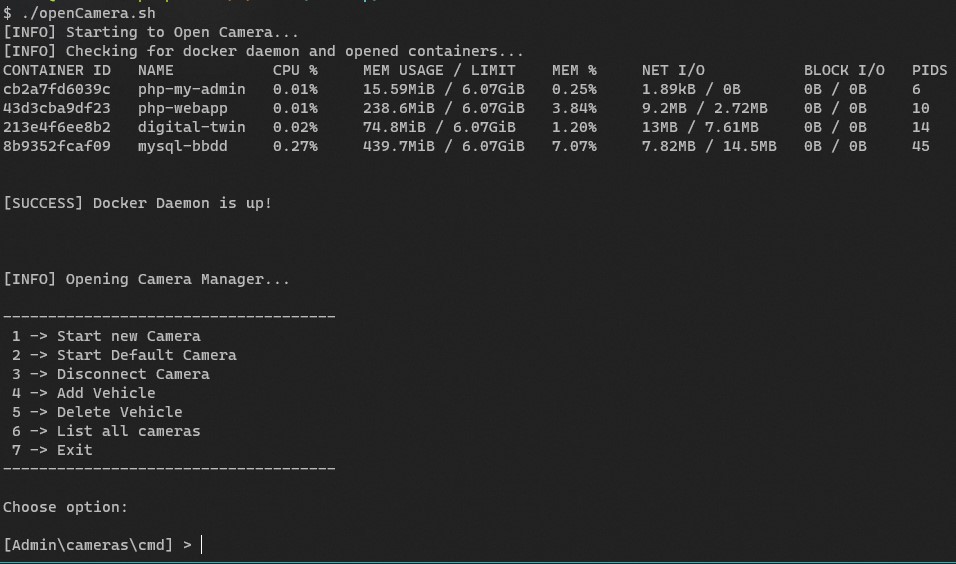 $ ./openCamera.sh
[INFO] Starting to Open Camera...
[INFO] Checking for docker daemon and opened containers...
CONTAINER ID   NAME           CPU %     MEM USAGE / LIMIT    MEM %     NET I/O           BLOCK I/O   PIDS
cb2a7fd6039c   php-my-admin   0.01%     15.59MiB / 6.07GiB   0.25%     1.89kB / 0B       0B / 0B     6
43d3cba9df23   php-webapp     0.01%     238.6MiB / 6.07GiB   3.84%     9.2MB / 2.72MB    0B / 0B     10
213e4f6ee8b2   digital-twin   0.02%     74.8MiB / 6.07GiB    1.20%     13MB / 7.61MB     0B / 0B     14
8b9352fcaf09   mysql-bbdd     0.27%     439.7MiB / 6.07GiB   7.07%     7.82MB / 14.5MB   0B / 0B     45
[SUCCESS] Docker Daemon is up!
[INFO] Opening Camera Manager...
-------------------------------------
 1 -> Start new Camera
 2 -> Start Default Camera
 3 -> Disconnect Camera
 4 -> Add Vehicle
 5 -> Delete Vehicle
 6 -> List all cameras
 7 -> Exit
-------------------------------------
Choose option:
[Admin\cameras\cmd] >